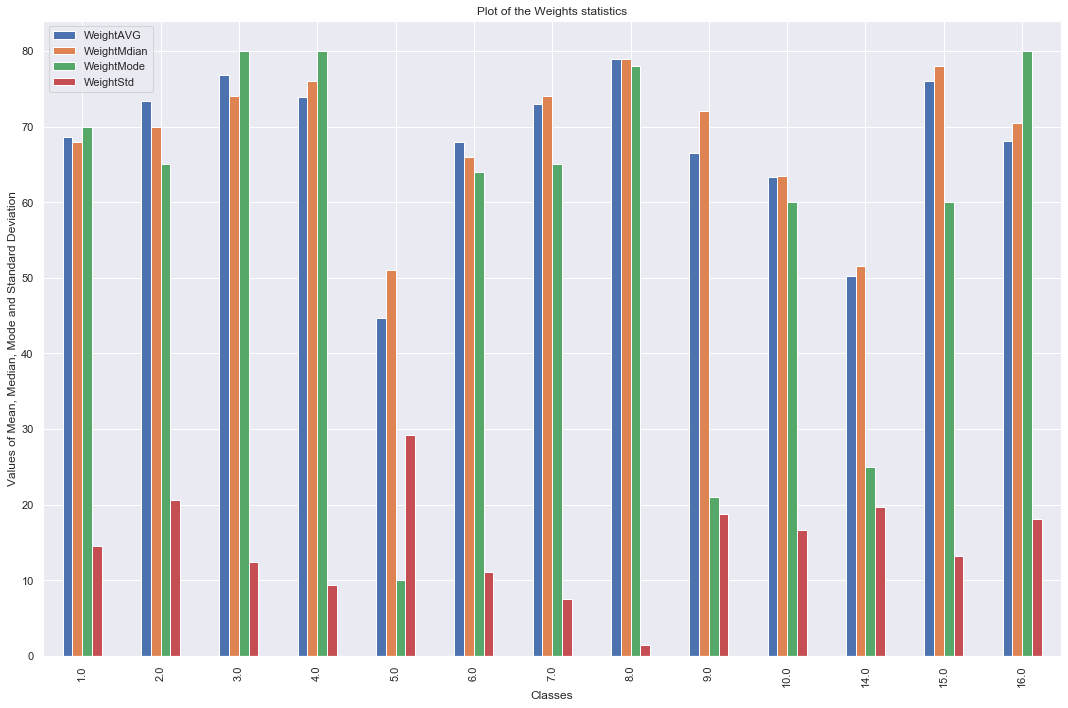 Plot of the Weights statistics
WeightAVG
WeightMdian
WeightMode
WeightStd
Values of Mean, Median, Mode and Standard Deviation
80
70
60
50
40
30
20
10
0
1.0 2.0 3.0 4.0 5.0 6.0 7.0 8.0 9.0 10.0 14.0 15.0 16.0
Classes